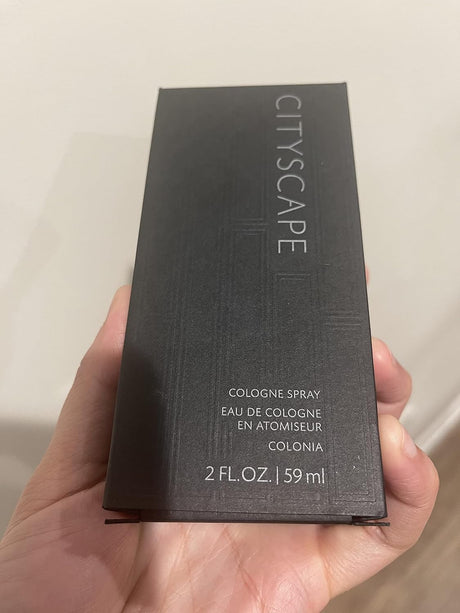 CITYSCAPE
COLOGNE SPRAY
EAU DE COLOGNE
EN ATOMISEUR
COLONIA
2 FL.OZ. | 59 ml